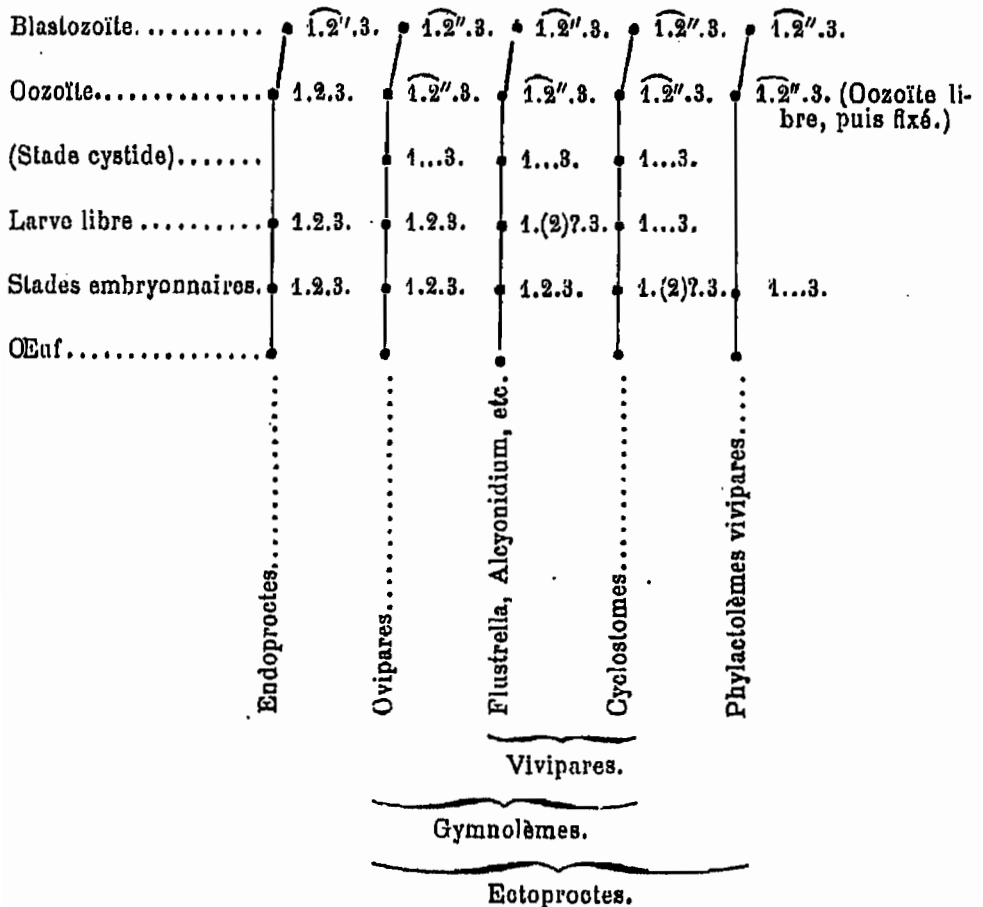 Blastozoïte. . . . . . . . . . . 1.2′.3. 1.2″.3. 1.2″.3. 1.2″.3. 1.2″.3.
Oozoïte. . . . . . . . . . . . . . . 1.2.3. 1.2″.3. 1.2″.3. 1.2″.3. 1.2″.3. (Oozoïte li-
bre, puis fixé.)
(Stade cystide). . . . . . . 1...3. 1...3. 1...3.
Larve libre . . . . . . . . . . 1.2.3. 1.2.3. 1.(2)?.3. 1...3.
Stades embryonnaires. 1.2.3. 1.2.3. 1.2.3. 1.(2)?.3. 1...3.
Œuf. . . . . . . . . . . . . . . .
Endoproctes.
Ovipares.
Flustrella, Alcyonidium, etc.
Cyclostomes.
Phylactolèmes vivipares.
Vivipares.
Gymnolèmes.
Ectoproctes.